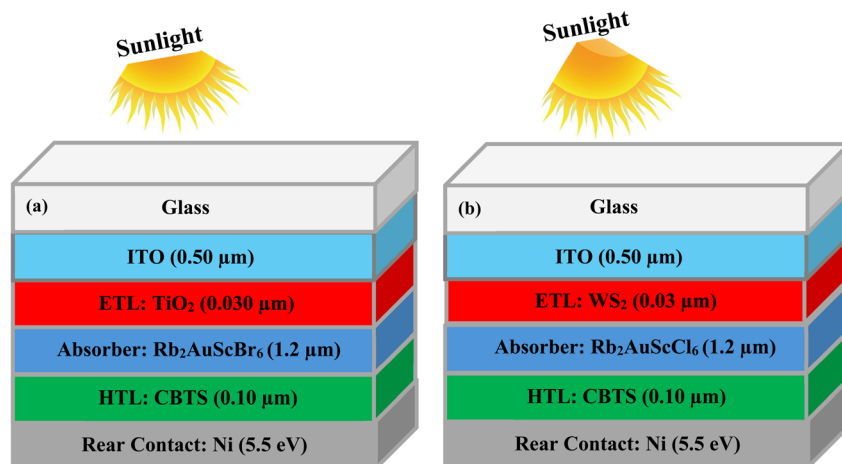 Sunlight
(a)
Glass
ITO (0.50 µm)
ETL: TiO₂ (0.030 µm)
Absorber: Rb₂AuScBr₆ (1.2 µm)
HTL: CBTS (0.10 µm)
Rear Contact: Ni (5.5 eV)
Sunlight
(b)
Glass
ITO (0.50 µm)
ETL: WS₂ (0.03 µm)
Absorber: Rb₂AuScCl₆ (1.2 µm)
HTL: CBTS (0.10 µm)
Rear Contact: Ni (5.5 eV)